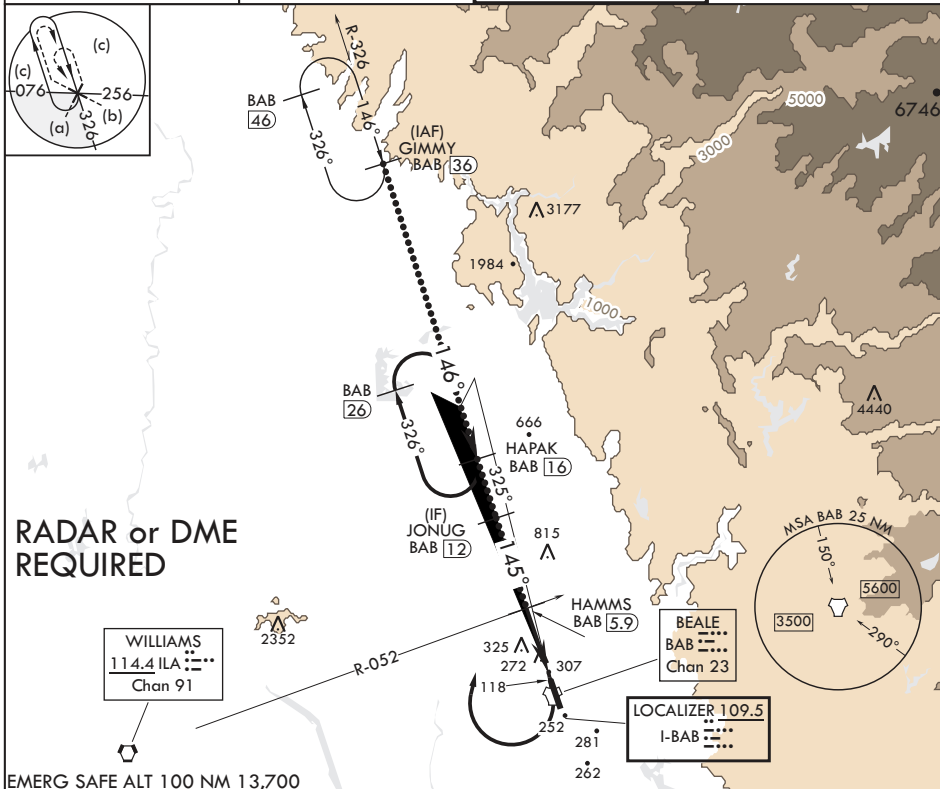 (c)
(c)
076
256
(b)
(a)
326
R-326
BAB
46
146°
326°
(IAF)
GIMMY
BAB 36
5000
6746
3000
3177
1984
1000
146°
BAB
26
326°
4440
666
HAPAK
BAB 16
325°
(IF)
JONUG
BAB 12
815
145°
RADAR or DME
REQUIRED
MSA BAB 25 NM
150°
5600
3500
290°
HAMMS
BAB 5.9
2352
WILLIAMS
114.4 ILA
Chan 91
R-052
325
272
307
118
BEALE
BAB
Chan 23
252
LOCALIZER 109.5
I-BAB
281
262
EMERG SAFE ALT 100 NM 13,700